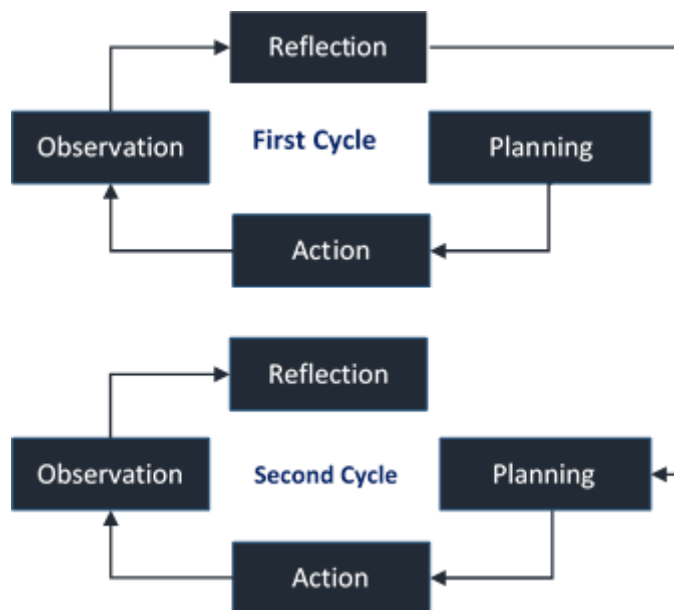 Reflection
Observation
First Cycle
Planning
Action
Reflection
Observation
Second Cycle
Planning
Action